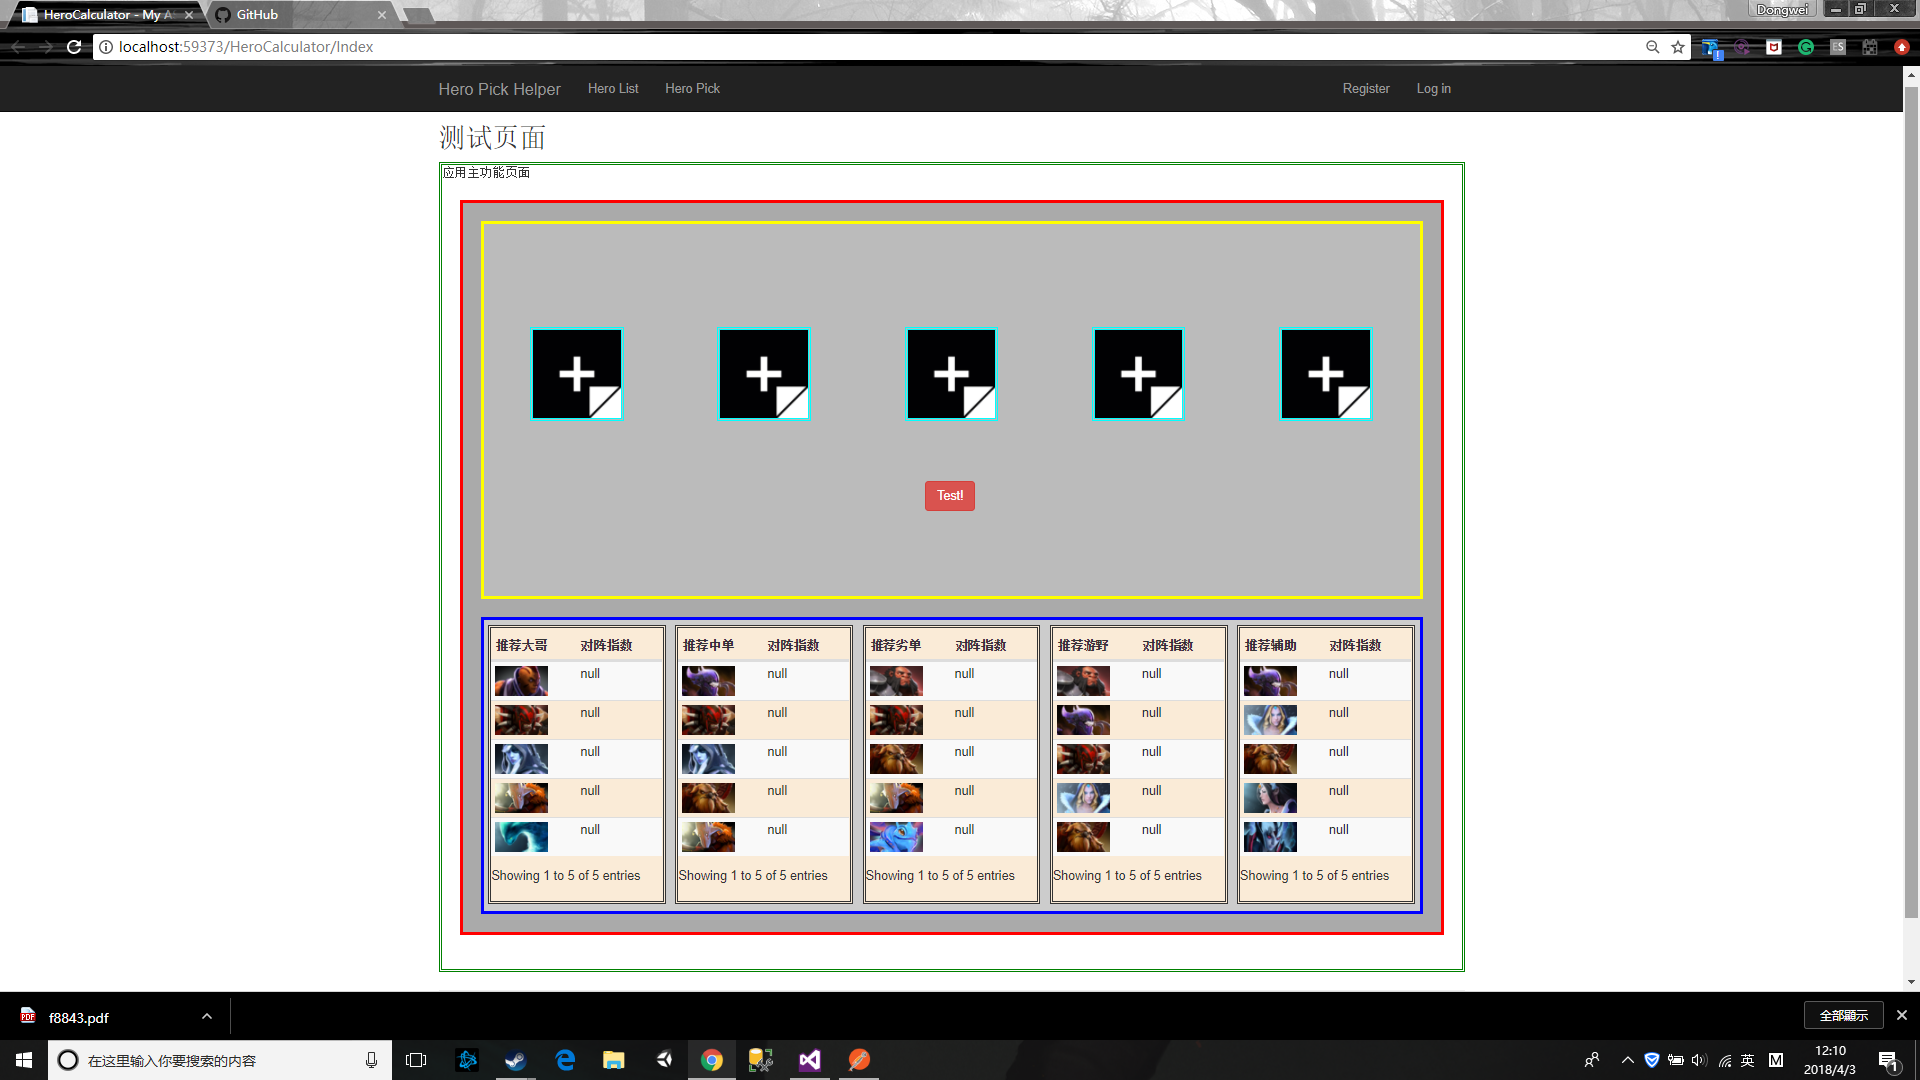 HeroCalculator - My A
GitHub
Dongwei
localhost:59373/HeroCalculator/Index
ES
Hero Pick Helper
Hero List
Hero Pick
Register
Log in
测试页面
应用主功能页面
Test!
推荐大哥 对阵指数
null
null
null
null
null
Showing 1 to 5 of 5 entries
推荐中单 对阵指数
null
null
null
null
null
Showing 1 to 5 of 5 entries
推荐劣单 对阵指数
null
null
null
null
null
Showing 1 to 5 of 5 entries
推荐游野 对阵指数
null
null
null
null
null
Showing 1 to 5 of 5 entries
推荐辅助 对阵指数
null
null
null
null
null
Showing 1 to 5 of 5 entries
PDF
f8843.pdf
全部顯示
在这里输入你要搜索的内容
英
M
12:10
2018/4/3
1